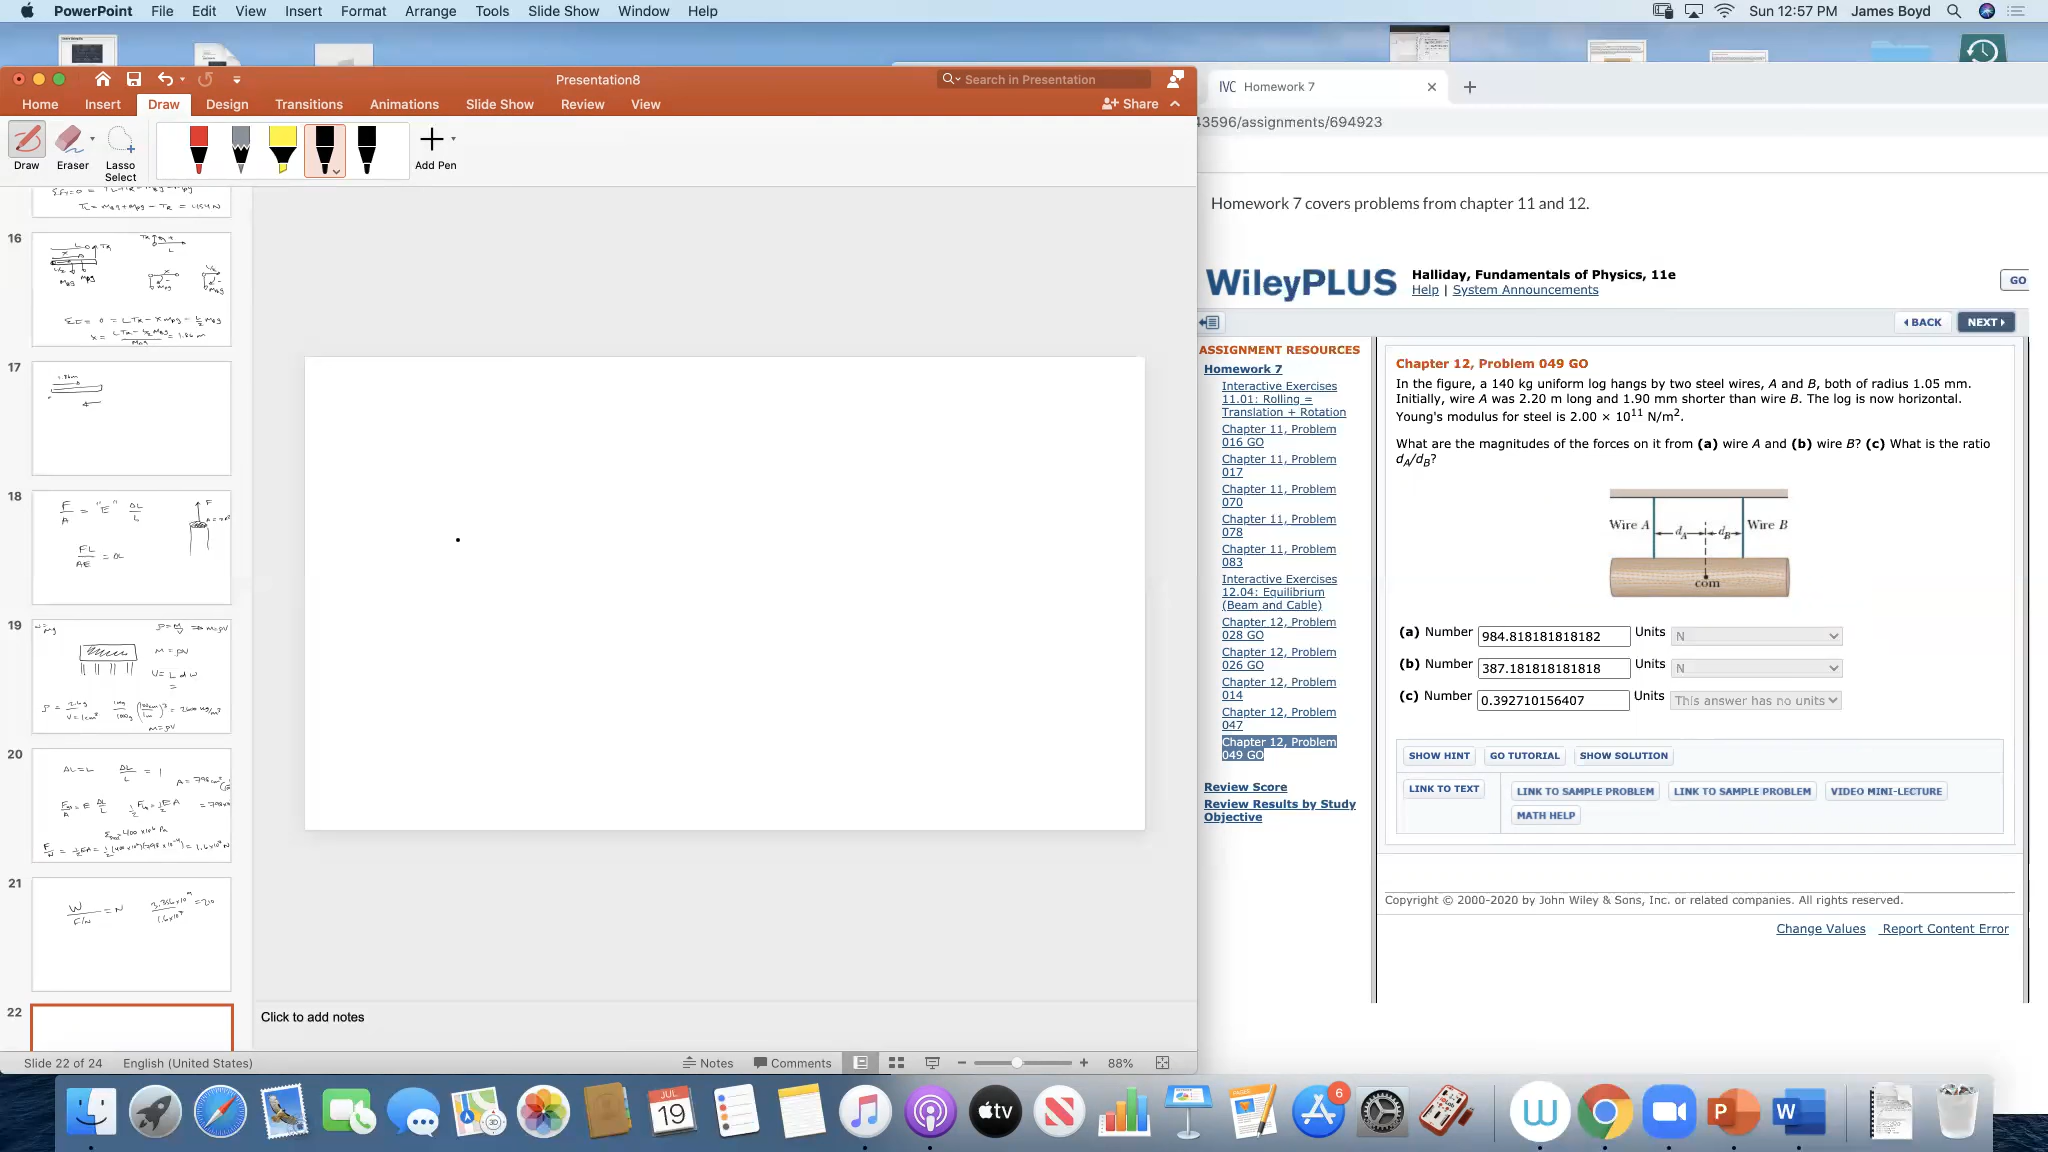 PowerPoint File Edit View Insert Format Arrange Tools Slide Show Window Help
Sun 12:57 PM James Boyd
Presentation8
Search in Presentation
Home Insert Draw Design Transitions Animations Slide Show Review View
Share
Draw Eraser Lasso Select
Add Pen
16
17
18
F/A = "E" ΔL/L
FL/AE = ΔL
19
M = ρV
20
21
22
Click to add notes
Slide 22 of 24 English (United States)
Notes Comments 88%
IVC Homework 7
43596/assignments/694923
Homework 7 covers problems from chapter 11 and 12.
WileyPLUS
Halliday, Fundamentals of Physics, 11e
Help | System Announcements
GO
BACK NEXT
ASSIGNMENT RESOURCES
Homework 7
Interactive Exercises
11.01: Rolling =
Translation + Rotation
Chapter 11, Problem
016 GO
Chapter 11, Problem
017
Chapter 11, Problem
070
Chapter 11, Problem
078
Chapter 11, Problem
083
Interactive Exercises
12.04: Equilibrium
(Beam and Cable)
Chapter 12, Problem
028 GO
Chapter 12, Problem
026 GO
Chapter 12, Problem
014
Chapter 12, Problem
047
Chapter 12, Problem
049 GO
Review Score
Review Results by Study
Objective
Chapter 12, Problem 049 GO
In the figure, a 140 kg uniform log hangs by two steel wires, A and B, both of radius 1.05 mm.
Initially, wire A was 2.20 m long and 1.90 mm shorter than wire B. The log is now horizontal.
Young's modulus for steel is 2.00 × 10¹¹ N/m².
What are the magnitudes of the forces on it from (a) wire A and (b) wire B? (c) What is the ratio
dA/dB?
Wire A dA dB Wire B
com
(a) Number 984.818181818182 Units N
(b) Number 387.181818181818 Units N
(c) Number 0.392710156407 Units This answer has no units
SHOW HINT GO TUTORIAL SHOW SOLUTION
LINK TO TEXT
LINK TO SAMPLE PROBLEM LINK TO SAMPLE PROBLEM VIDEO MINI-LECTURE
MATH HELP
Copyright © 2000-2020 by John Wiley & Sons, Inc. or related companies. All rights reserved.
Change Values Report Content Error
JUL
19
tv
6